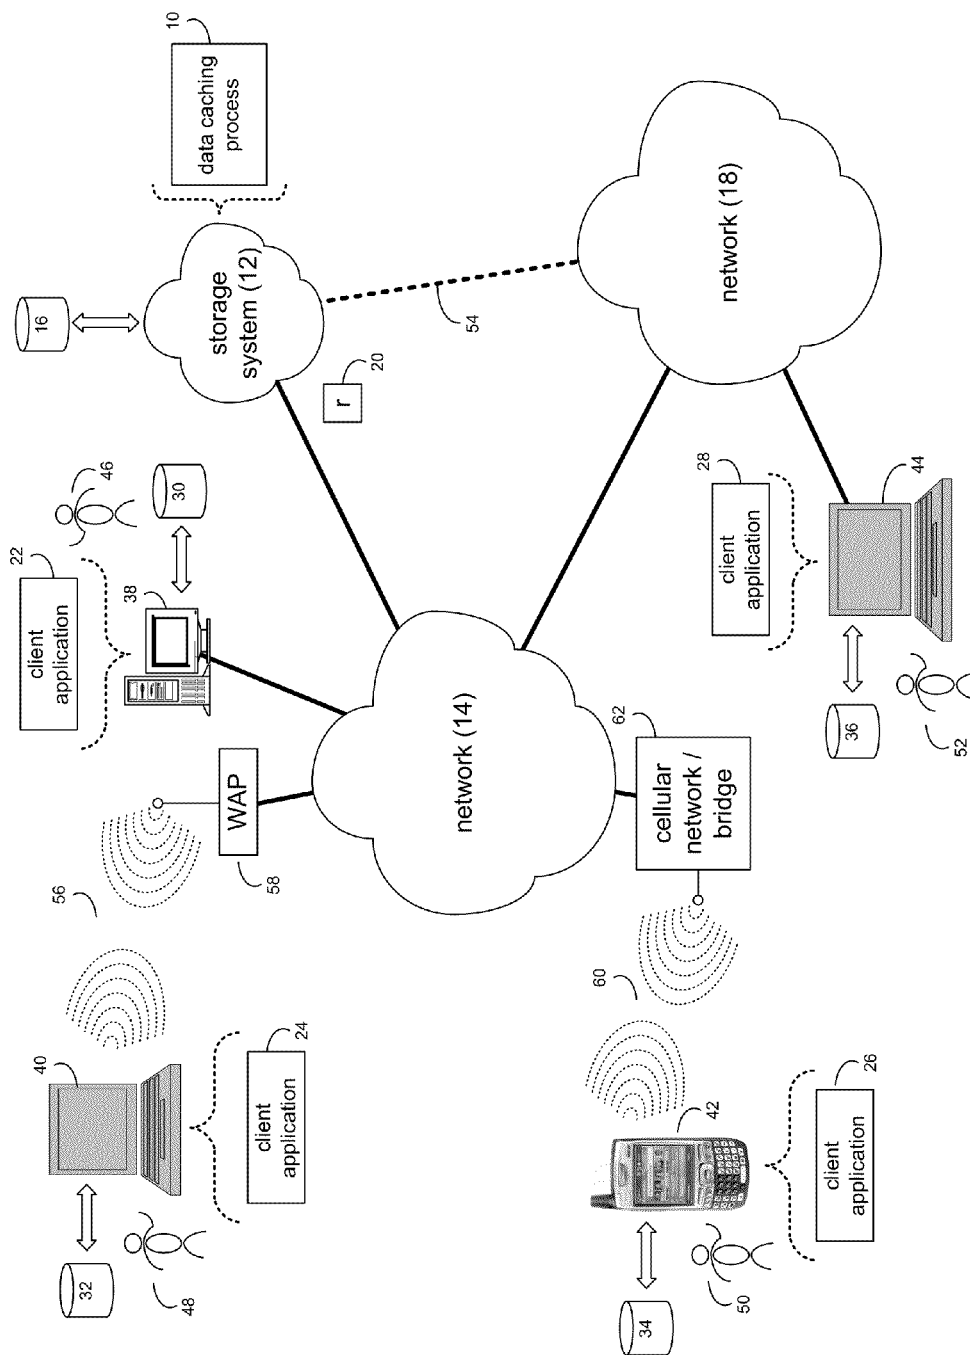 16
10
data caching
process
storage
system (12)
22
client
application
46
30
38
r
20
56
40
32
48
WAP
58
24
client
application
network (14)
54
network (18)
60
62
cellular
network /
bridge
28
client
application
34
42
50
26
client
application
44
36
52